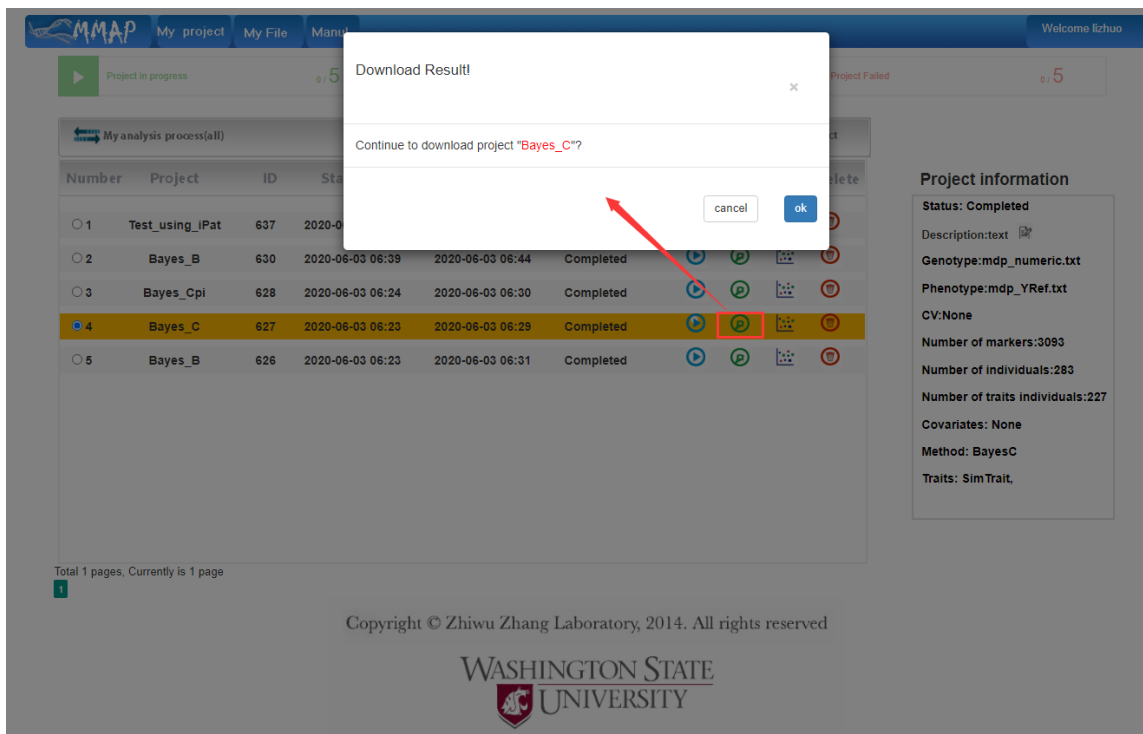 MMAP My project My File Manu Welcome lizhuo
Project in progress 0 / 5 Project Failed 0 / 5
Download Result!
×
My analysis process(all) ct
Continue to download project "Bayes_C"?
Number Project ID Sta elete Project information
cancel ok
1 Test_using_iPat 637 2020-0
2 Bayes_B 630 2020-06-03 06:39 2020-06-03 06:44 Completed
3 Bayes_Cpi 628 2020-06-03 06:24 2020-06-03 06:30 Completed
4 Bayes_C 627 2020-06-03 06:23 2020-06-03 06:29 Completed
5 Bayes_B 626 2020-06-03 06:23 2020-06-03 06:31 Completed
Status: Completed
Description:text
Genotype:mdp_numeric.txt
Phenotype:mdp_YRef.txt
CV:None
Number of markers:3093
Number of individuals:283
Number of traits individuals:227
Covariates: None
Method: BayesC
Traits: SimTrait,
Total 1 pages, Currently is 1 page
1
Copyright © Zhiwu Zhang Laboratory, 2014. All rights reserved
WASHINGTON STATE
UNIVERSITY